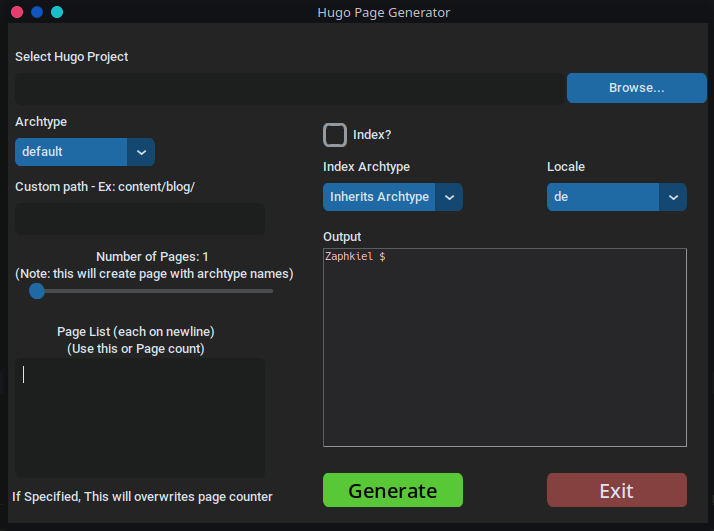 Hugo Page Generator
Select Hugo Project
Browse...
Archtype
default
Custom path - Ex: content/blog/
Number of Pages: 1
(Note: this will create page with archtype names)
Page List (each on newline)
(Use this or Page count)
If Specified, This will overwrites page counter
Index?
Index Archtype
Locale
Inherits Archtype
de
Output
Zaphkiel $
Generate
Exit